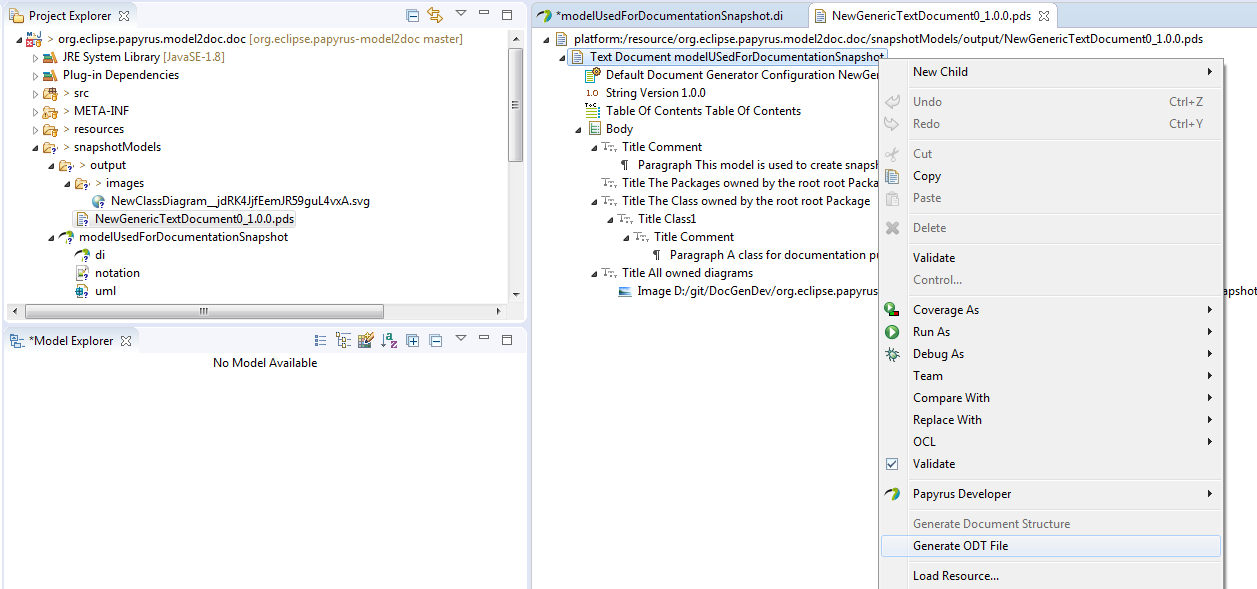 Project Explorer
> org.eclipse.papyrus.model2doc.doc [org.eclipse.papyrus-model2doc master]
JRE System Library [JavaSE-1.8]
Plug-in Dependencies
> src
> META-INF
> resources
> snapshotModels
> output
> images
NewClassDiagram__jdRK4JjfEemJR59guL4vxA.svg
NewGenericTextDocument0_1.0.0.pds
modelUsedForDocumentationSnapshot
di
notation
uml
*Model Explorer
No Model Available
*modelUsedForDocumentationSnapshot.di
NewGenericTextDocument0_1.0.0.pds
platform:/resource/org.eclipse.papyrus.model2doc.doc/snapshotModels/output/NewGenericTextDocument0_1.0.0.pds
Text Document modelUSedForDocumentationSnapshot
Default Document Generator Configuration NewGen
1.0 String Version 1.0.0
Table Of Contents Table Of Contents
Body
Title Comment
¶ Paragraph This model is used to create snapsh
Title The Packages owned by the root root Packa
Title The Class owned by the root root Package
Title Class1
Title Comment
¶ Paragraph A class for documentation pu
Title All owned diagrams
Image D:/git/DocGenDev/org.eclipse.papyrus
apshot
New Child
Undo Ctrl+Z
Redo Ctrl+Y
Cut
Copy
Paste
Delete
Validate
Control...
Coverage As
Run As
Debug As
Team
Compare With
Replace With
OCL
Validate
Papyrus Developer
Generate Document Structure
Generate ODT File
Load Resource...